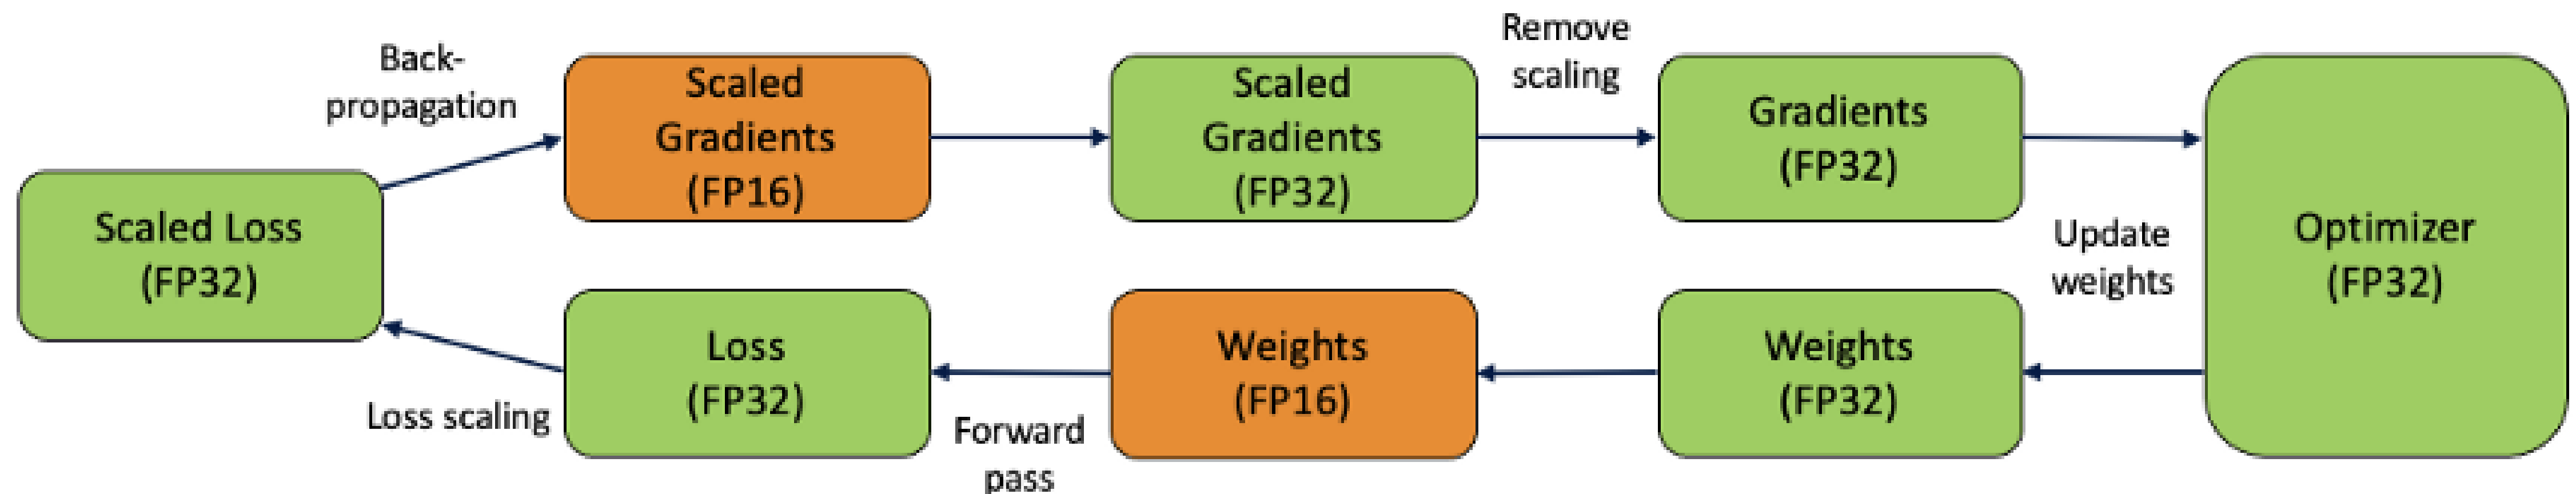 Back-
propagation
Scaled
Gradients
(FP16)
Scaled
Gradients
(FP32)
Remove
scaling
Gradients
(FP32)
Scaled Loss
(FP32)
Update
weights
Optimizer
(FP32)
Loss scaling
Loss
(FP32)
Forward
pass
Weights
(FP16)
Weights
(FP32)